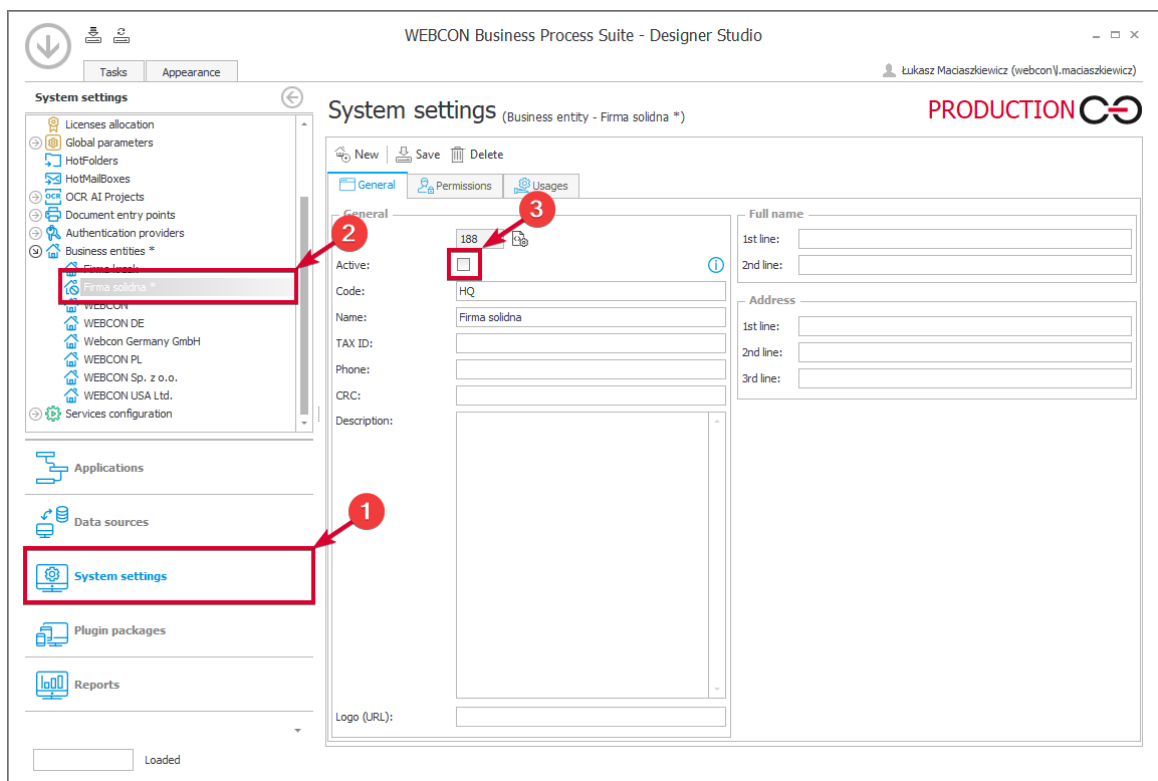 WEBCON Business Process Suite - Designer Studio
Tasks
Appearance
Łukasz Maciaszkiewicz (webcon\l.maciaszkiewicz)
System settings
Licenses allocation
Global parameters
HotFolders
HotMailBoxes
OCR OCR AI Projects
Document entry points
Authentication providers
Business entities *
Firma solidna *
WEBCON
WEBCON DE
Webcon Germany GmbH
WEBCON PL
WEBCON Sp. z o.o.
WEBCON USA Ltd.
Services configuration
2
Applications
Data sources
1
System settings
Plugin packages
Reports
Loaded
System settings (Business entity - Firma solidna *)
PRODUCTION
New
Save
Delete
General
Permissions
Usages
3
General
188
Active:
Code:
HQ
Name:
Firma solidna
TAX ID:
Phone:
CRC:
Description:
Logo (URL):
Full name
1st line:
2nd line:
Address
1st line:
2nd line:
3rd line: